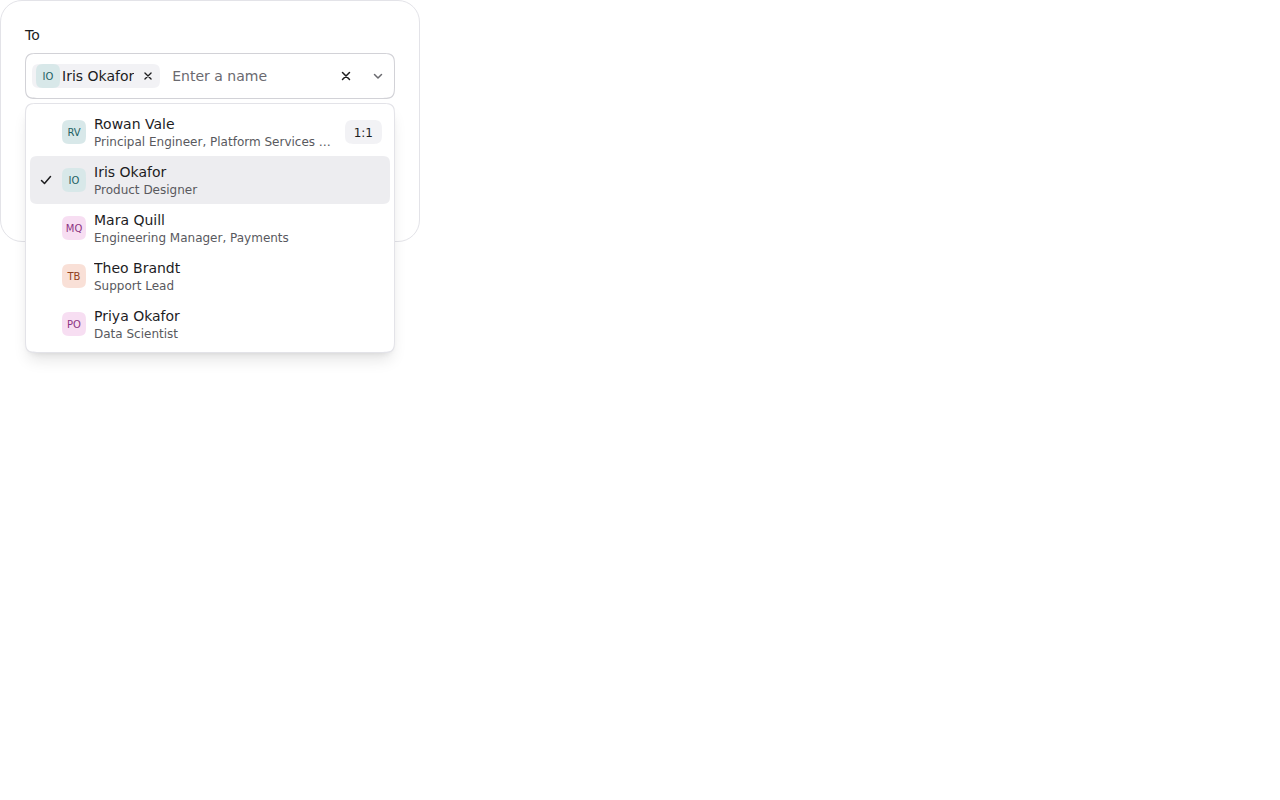 To
IO Iris Okafor Enter a name
RV Rowan Vale
Principal Engineer, Platform Services … 1:1
IO Iris Okafor
Product Designer
MQ Mara Quill
Engineering Manager, Payments
TB Theo Brandt
Support Lead
PO Priya Okafor
Data Scientist